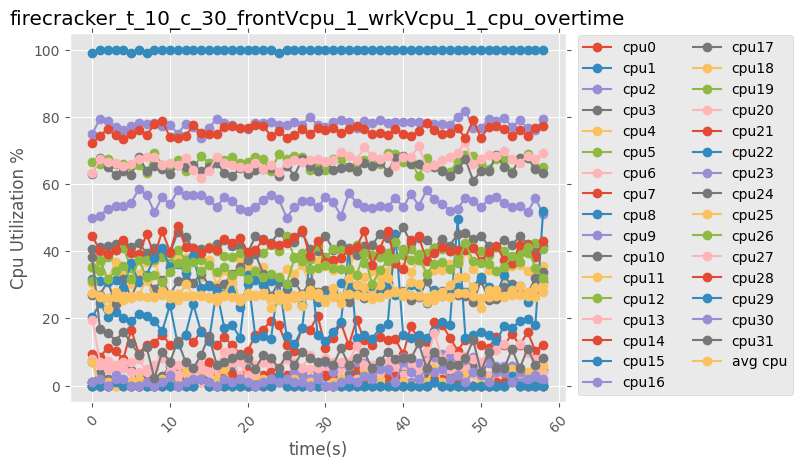 firecracker_t_10_c_30_frontVcpu_1_wrkVcpu_1_cpu_overtime
Cpu Utilization %
100
80
60
40
20
0
0
10
20
30
40
50
60
time(s)
cpu0
cpu1
cpu2
cpu3
cpu4
cpu5
cpu6
cpu7
cpu8
cpu9
cpu10
cpu11
cpu12
cpu13
cpu14
cpu15
cpu16
cpu17
cpu18
cpu19
cpu20
cpu21
cpu22
cpu23
cpu24
cpu25
cpu26
cpu27
cpu28
cpu29
cpu30
cpu31
avg cpu